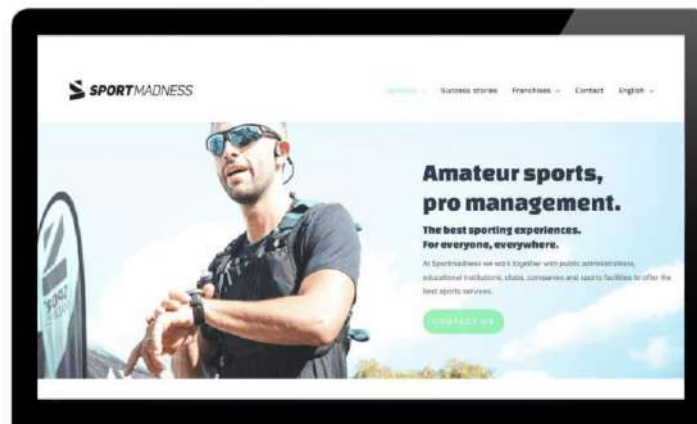 SPORTMADNESS
Services
Success stories
Franchises
Contact
English
Amateur sports,
pro management.
The best sporting experiences.
For everyone, everywhere.
At Sportmadness we work together with public administrations,
educational institutions, clubs, companies and sports facilities to offer the
best sports services.
CONTACT US